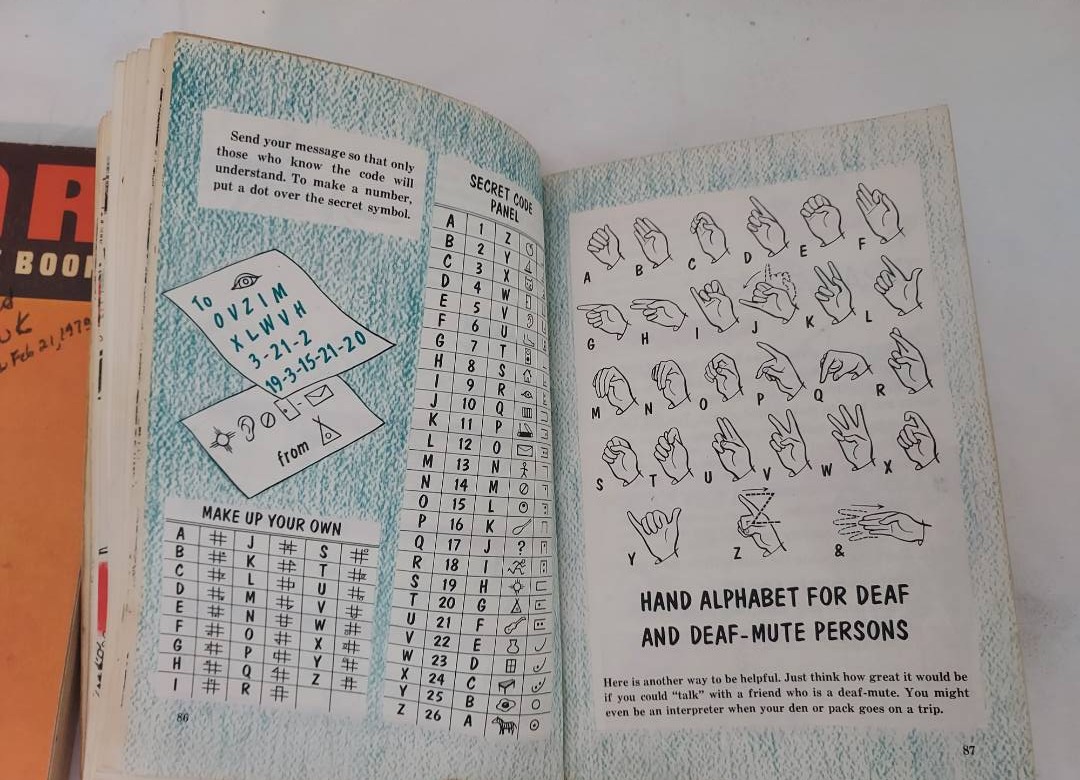 R
BOOK
uk
Feb 21, 1979
Send your message so that only
those who know the code will
understand. To make a number,
put a dot over the secret symbol.
To
OVZIM
XLWVH
3-21-2
19-3-15-21-20
from
MAKE UP YOUR OWN
A J S
B K T
C L U
D M V
E N W
F O X
G P Y
H Q Z
I R
86
SECRET CODE
PANEL
A 1 Z
B 2 Y
C 3 X
D 4 W
E 5 V
F 6 U
G 7 T
H 8 S
I 9 R
J 10 Q
K 11 P
L 12 O
M 13 N
N 14 M
O 15 L
P 16 K
Q 17 J ?
R 18 I
S 19 H
T 20 G
U 21 F
V 22 E
W 23 D
X 24 C
Y 25 B
Z 26 A
A B C D E F
G H I J K L
M N O P Q R
S T U V W X
Y Z &
HAND ALPHABET FOR DEAF
AND DEAF-MUTE PERSONS
Here is another way to be helpful. Just think how great it would be
if you could "talk" with a friend who is a deaf-mute. You might
even be an interpreter when your den or pack goes on a trip.
87